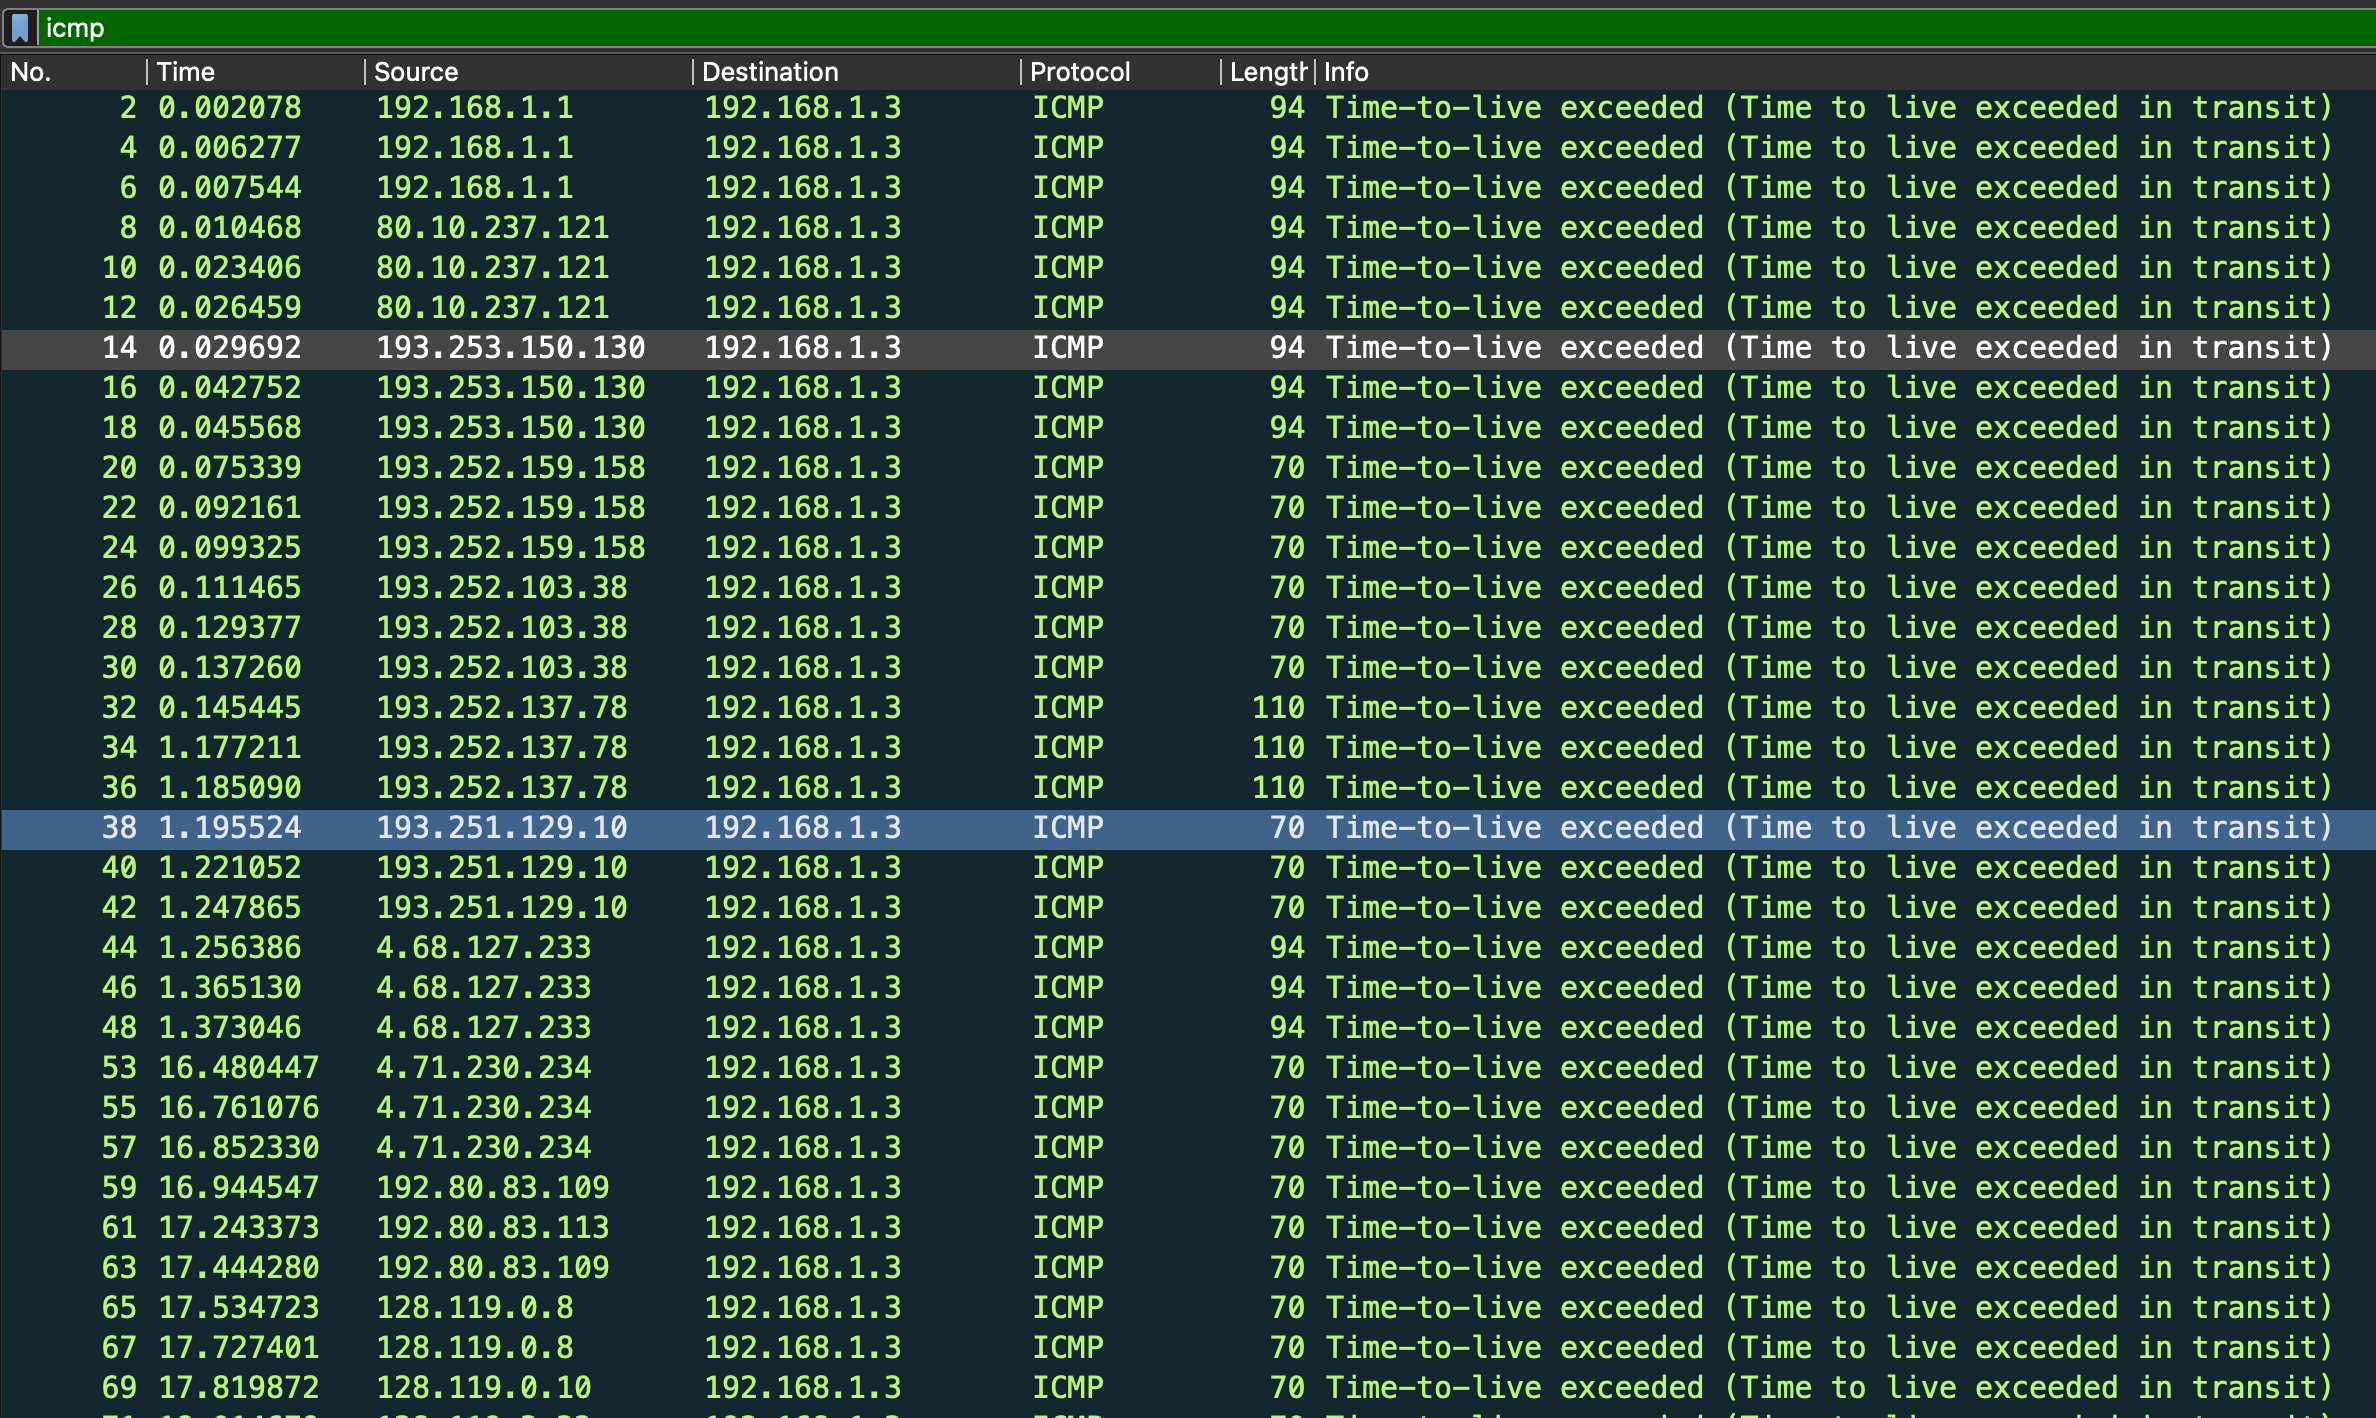 icmp
No. Time Source Destination Protocol Length Info
2 0.002078 192.168.1.1 192.168.1.3 ICMP 94 Time-to-live exceeded (Time to live exceeded in transit)
4 0.006277 192.168.1.1 192.168.1.3 ICMP 94 Time-to-live exceeded (Time to live exceeded in transit)
6 0.007544 192.168.1.1 192.168.1.3 ICMP 94 Time-to-live exceeded (Time to live exceeded in transit)
8 0.010468 80.10.237.121 192.168.1.3 ICMP 94 Time-to-live exceeded (Time to live exceeded in transit)
10 0.023406 80.10.237.121 192.168.1.3 ICMP 94 Time-to-live exceeded (Time to live exceeded in transit)
12 0.026459 80.10.237.121 192.168.1.3 ICMP 94 Time-to-live exceeded (Time to live exceeded in transit)
14 0.029692 193.253.150.130 192.168.1.3 ICMP 94 Time-to-live exceeded (Time to live exceeded in transit)
16 0.042752 193.253.150.130 192.168.1.3 ICMP 94 Time-to-live exceeded (Time to live exceeded in transit)
18 0.045568 193.253.150.130 192.168.1.3 ICMP 94 Time-to-live exceeded (Time to live exceeded in transit)
20 0.075339 193.252.159.158 192.168.1.3 ICMP 70 Time-to-live exceeded (Time to live exceeded in transit)
22 0.092161 193.252.159.158 192.168.1.3 ICMP 70 Time-to-live exceeded (Time to live exceeded in transit)
24 0.099325 193.252.159.158 192.168.1.3 ICMP 70 Time-to-live exceeded (Time to live exceeded in transit)
26 0.111465 193.252.103.38 192.168.1.3 ICMP 70 Time-to-live exceeded (Time to live exceeded in transit)
28 0.129377 193.252.103.38 192.168.1.3 ICMP 70 Time-to-live exceeded (Time to live exceeded in transit)
30 0.137260 193.252.103.38 192.168.1.3 ICMP 70 Time-to-live exceeded (Time to live exceeded in transit)
32 0.145445 193.252.137.78 192.168.1.3 ICMP 110 Time-to-live exceeded (Time to live exceeded in transit)
34 1.177211 193.252.137.78 192.168.1.3 ICMP 110 Time-to-live exceeded (Time to live exceeded in transit)
36 1.185090 193.252.137.78 192.168.1.3 ICMP 110 Time-to-live exceeded (Time to live exceeded in transit)
38 1.195524 193.251.129.10 192.168.1.3 ICMP 70 Time-to-live exceeded (Time to live exceeded in transit)
40 1.221052 193.251.129.10 192.168.1.3 ICMP 70 Time-to-live exceeded (Time to live exceeded in transit)
42 1.247865 193.251.129.10 192.168.1.3 ICMP 70 Time-to-live exceeded (Time to live exceeded in transit)
44 1.256386 4.68.127.233 192.168.1.3 ICMP 94 Time-to-live exceeded (Time to live exceeded in transit)
46 1.365130 4.68.127.233 192.168.1.3 ICMP 94 Time-to-live exceeded (Time to live exceeded in transit)
48 1.373046 4.68.127.233 192.168.1.3 ICMP 94 Time-to-live exceeded (Time to live exceeded in transit)
53 16.480447 4.71.230.234 192.168.1.3 ICMP 70 Time-to-live exceeded (Time to live exceeded in transit)
55 16.761076 4.71.230.234 192.168.1.3 ICMP 70 Time-to-live exceeded (Time to live exceeded in transit)
57 16.852330 4.71.230.234 192.168.1.3 ICMP 70 Time-to-live exceeded (Time to live exceeded in transit)
59 16.944547 192.80.83.109 192.168.1.3 ICMP 70 Time-to-live exceeded (Time to live exceeded in transit)
61 17.243373 192.80.83.113 192.168.1.3 ICMP 70 Time-to-live exceeded (Time to live exceeded in transit)
63 17.444280 192.80.83.109 192.168.1.3 ICMP 70 Time-to-live exceeded (Time to live exceeded in transit)
65 17.534723 128.119.0.8 192.168.1.3 ICMP 70 Time-to-live exceeded (Time to live exceeded in transit)
67 17.727401 128.119.0.8 192.168.1.3 ICMP 70 Time-to-live exceeded (Time to live exceeded in transit)
69 17.819872 128.119.0.10 192.168.1.3 ICMP 70 Time-to-live exceeded (Time to live exceeded in transit)